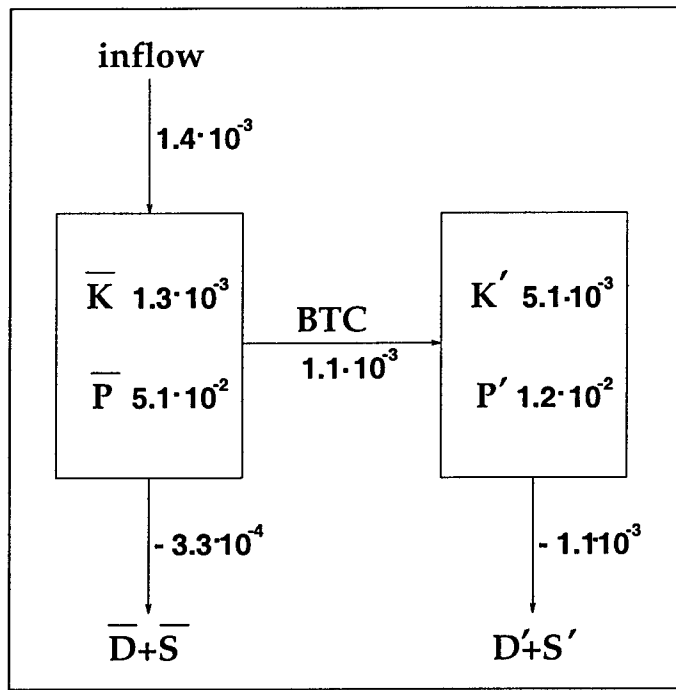 inflow
1.4·10⁻³
K̅ 1.3·10⁻³
P̅ 5.1·10⁻²
BTC
1.1·10⁻³
K′ 5.1·10⁻³
P′ 1.2·10⁻²
- 3.3·10⁻⁴
- 1.1·10⁻³
D̅+S̅
D′+S′